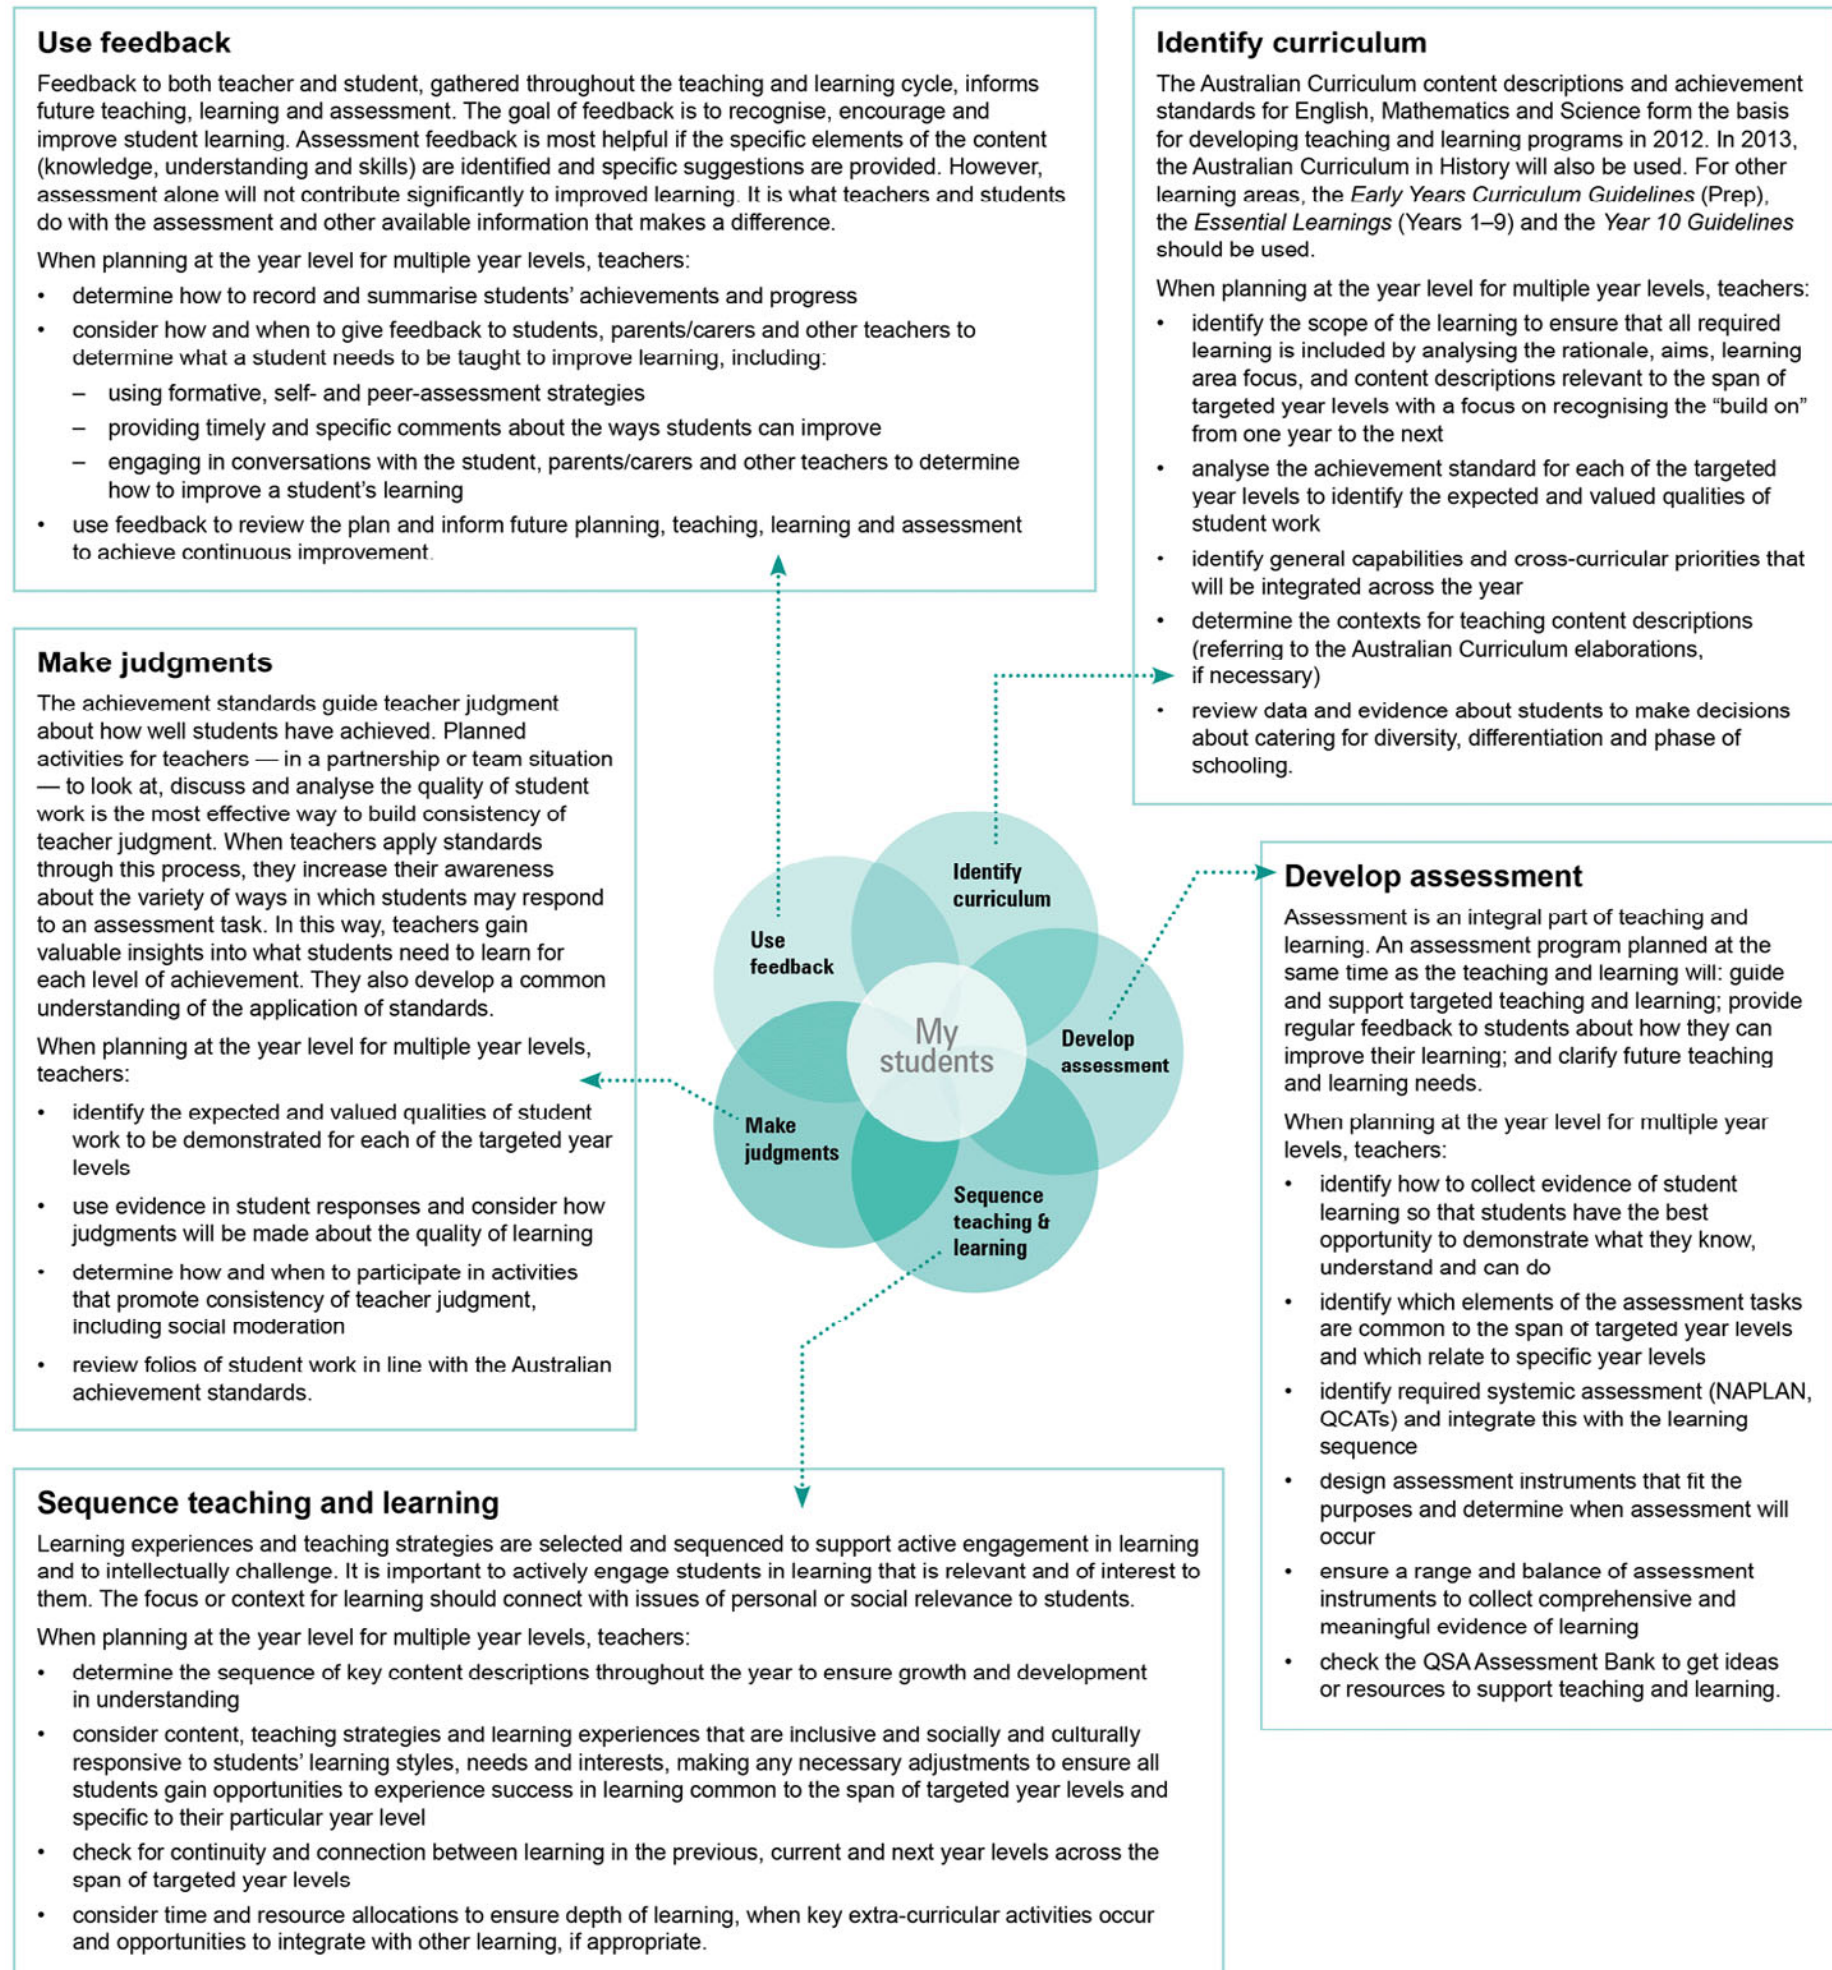 Use feedback
Feedback to both teacher and student, gathered throughout the teaching and learning cycle, informs
future teaching, learning and assessment. The goal of feedback is to recognise, encourage and
improve student learning. Assessment feedback is most helpful if the specific elements of the content
(knowledge, understanding and skills) are identified and specific suggestions are provided. However,
assessment alone will not contribute significantly to improved learning. It is what teachers and students
do with the assessment and other available information that makes a difference.
When planning at the year level for multiple year levels, teachers:
• determine how to record and summarise students' achievements and progress
• consider how and when to give feedback to students, parents/carers and other teachers to
determine what a student needs to be taught to improve learning, including:
– using formative, self- and peer-assessment strategies
– providing timely and specific comments about the ways students can improve
– engaging in conversations with the student, parents/carers and other teachers to determine
how to improve a student's learning
• use feedback to review the plan and inform future planning, teaching, learning and assessment
to achieve continuous improvement.
Identify curriculum
The Australian Curriculum content descriptions and achievement
standards for English, Mathematics and Science form the basis
for developing teaching and learning programs in 2012. In 2013,
the Australian Curriculum in History will also be used. For other
learning areas, the Early Years Curriculum Guidelines (Prep),
the Essential Learnings (Years 1–9) and the Year 10 Guidelines
should be used.
When planning at the year level for multiple year levels, teachers:
• identify the scope of the learning to ensure that all required
learning is included by analysing the rationale, aims, learning
area focus, and content descriptions relevant to the span of
targeted year levels with a focus on recognising the “build on”
from one year to the next
• analyse the achievement standard for each of the targeted
year levels to identify the expected and valued qualities of
student work
• identify general capabilities and cross-curricular priorities that
will be integrated across the year
• determine the contexts for teaching content descriptions
(referring to the Australian Curriculum elaborations,
if necessary)
• review data and evidence about students to make decisions
about catering for diversity, differentiation and phase of
schooling.
Make judgments
The achievement standards guide teacher judgment
about how well students have achieved. Planned
activities for teachers — in a partnership or team situation
— to look at, discuss and analyse the quality of student
work is the most effective way to build consistency of
teacher judgment. When teachers apply standards
through this process, they increase their awareness
about the variety of ways in which students may respond
to an assessment task. In this way, teachers gain
valuable insights into what students need to learn for
each level of achievement. They also develop a common
understanding of the application of standards.
When planning at the year level for multiple year levels,
teachers:
• identify the expected and valued qualities of student
work to be demonstrated for each of the targeted year
levels
• use evidence in student responses and consider how
judgments will be made about the quality of learning
• determine how and when to participate in activities
that promote consistency of teacher judgment,
including social moderation
• review folios of student work in line with the Australian
achievement standards.
Identify
curriculum
Use
feedback
My
students
Develop
assessment
Make
judgments
Sequence
teaching &
learning
Develop assessment
Assessment is an integral part of teaching and
learning. An assessment program planned at the
same time as the teaching and learning will: guide
and support targeted teaching and learning; provide
regular feedback to students about how they can
improve their learning; and clarify future teaching
and learning needs.
When planning at the year level for multiple year
levels, teachers:
• identify how to collect evidence of student
learning so that students have the best
opportunity to demonstrate what they know,
understand and can do
• identify which elements of the assessment tasks
are common to the span of targeted year levels
and which relate to specific year levels
• identify required systemic assessment (NAPLAN,
QCATs) and integrate this with the learning
sequence
• design assessment instruments that fit the
purposes and determine when assessment will
occur
• ensure a range and balance of assessment
instruments to collect comprehensive and
meaningful evidence of learning
• check the QSA Assessment Bank to get ideas
or resources to support teaching and learning.
Sequence teaching and learning
Learning experiences and teaching strategies are selected and sequenced to support active engagement in learning
and to intellectually challenge. It is important to actively engage students in learning that is relevant and of interest to
them. The focus or context for learning should connect with issues of personal or social relevance to students.
When planning at the year level for multiple year levels, teachers:
• determine the sequence of key content descriptions throughout the year to ensure growth and development
in understanding
• consider content, teaching strategies and learning experiences that are inclusive and socially and culturally
responsive to students' learning styles, needs and interests, making any necessary adjustments to ensure all
students gain opportunities to experience success in learning common to the span of targeted year levels and
specific to their particular year level
• check for continuity and connection between learning in the previous, current and next year levels across the
span of targeted year levels
• consider time and resource allocations to ensure depth of learning, when key extra-curricular activities occur
and opportunities to integrate with other learning, if appropriate.